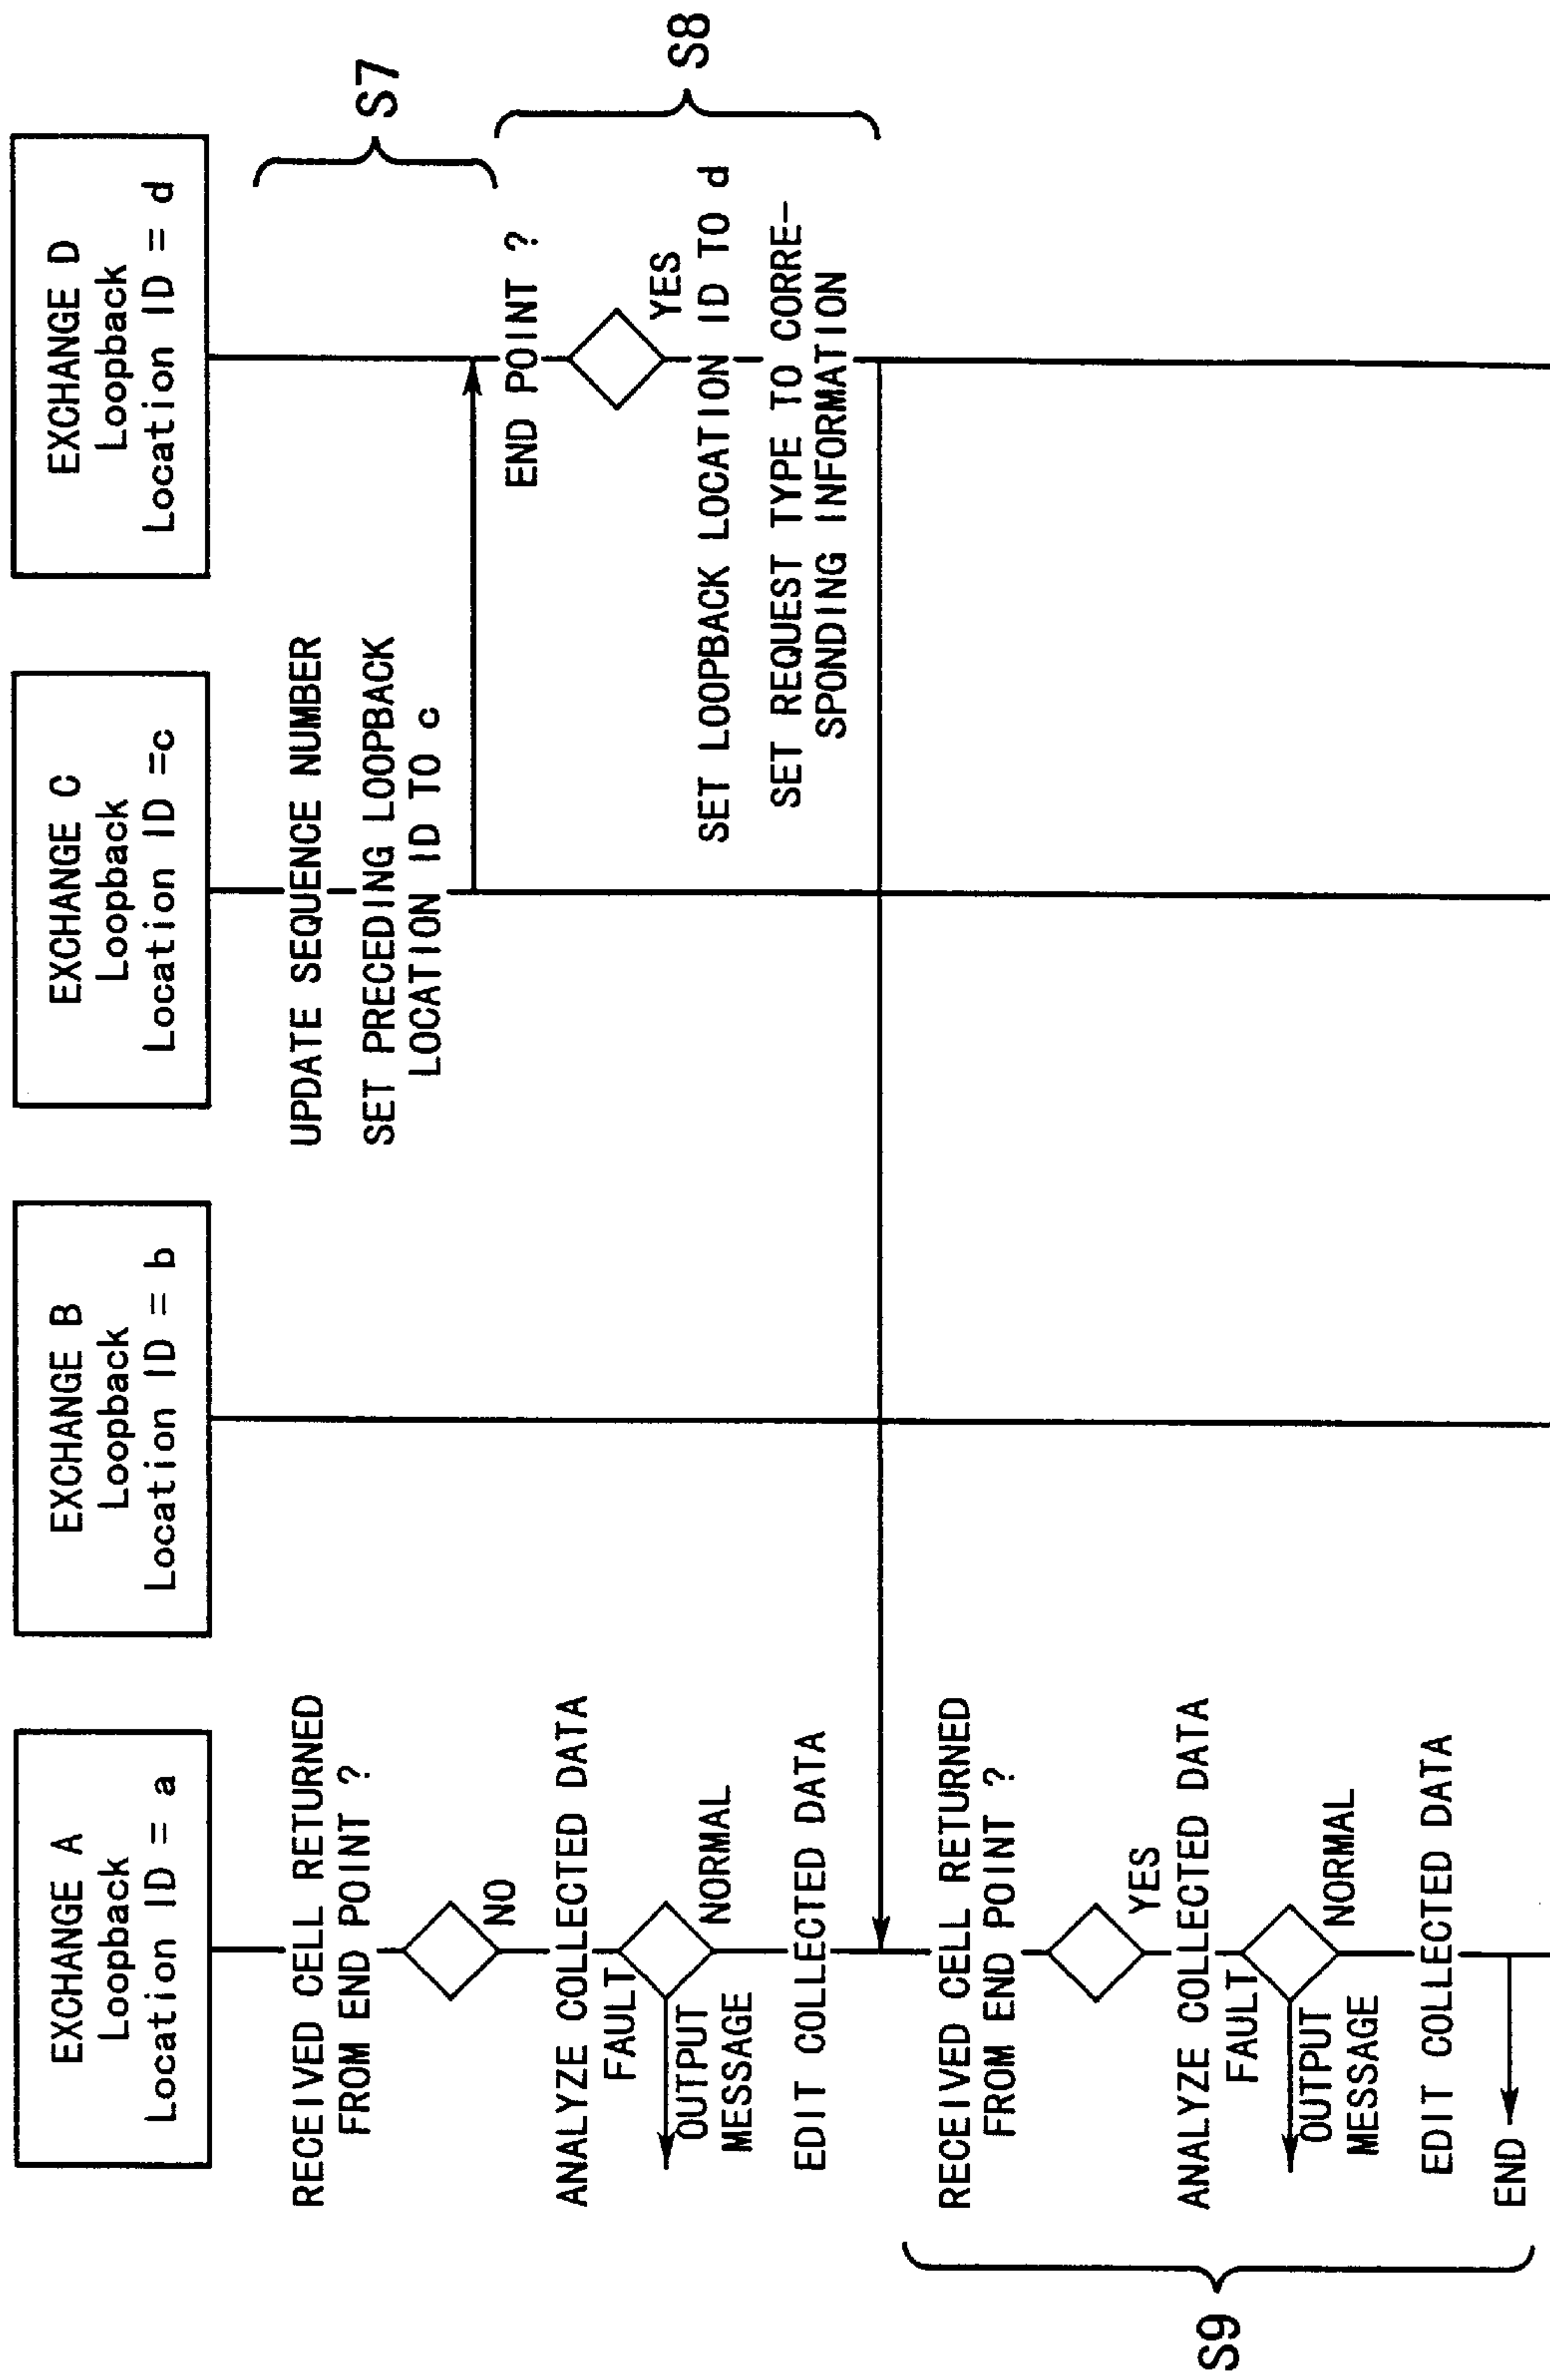 EXCHANGE A
Loopback
Location ID = a
EXCHANGE B
Loopback
Location ID = b
EXCHANGE C
Loopback
Location ID =c
EXCHANGE D
Loopback
Location ID = d
RECEIVED CELL RETURNED
FROM END POINT ?
NO
ANALYZE COLLECTED DATA
FAULT
NORMAL
OUTPUT
MESSAGE
EDIT COLLECTED DATA
UPDATE SEQUENCE NUMBER
SET PRECEDING LOOPBACK
LOCATION ID TO c
S7
END POINT ?
YES
SET LOOPBACK LOCATION ID TO d
SET REQUEST TYPE TO CORRE-
SPONDING INFORMATION
S8
RECEIVED CELL RETURNED
FROM END POINT ?
YES
ANALYZE COLLECTED DATA
FAULT
NORMAL
OUTPUT
MESSAGE
EDIT COLLECTED DATA
END
S9